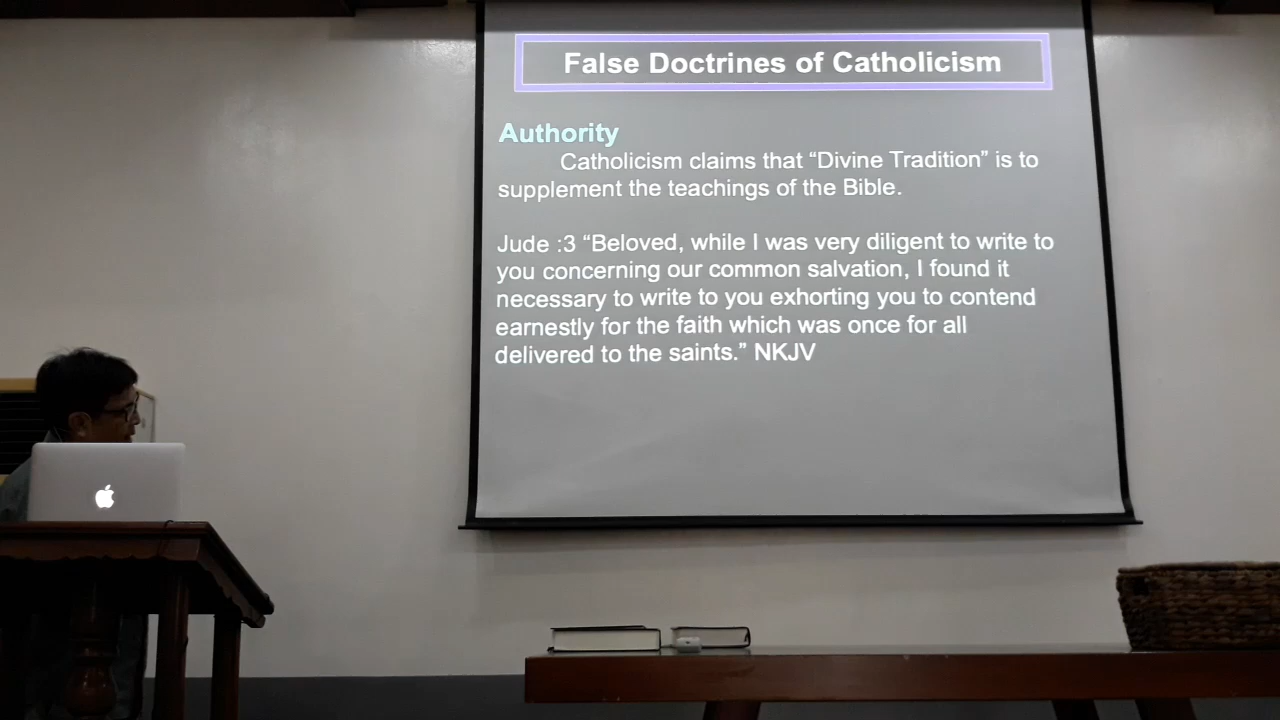 False Doctrines of Catholicism
Authority
Catholicism claims that “Divine Tradition” is to
supplement the teachings of the Bible.
Jude :3 “Beloved, while I was very diligent to write to
you concerning our common salvation, I found it
necessary to write to you exhorting you to contend
earnestly for the faith which was once for all
delivered to the saints.” NKJV